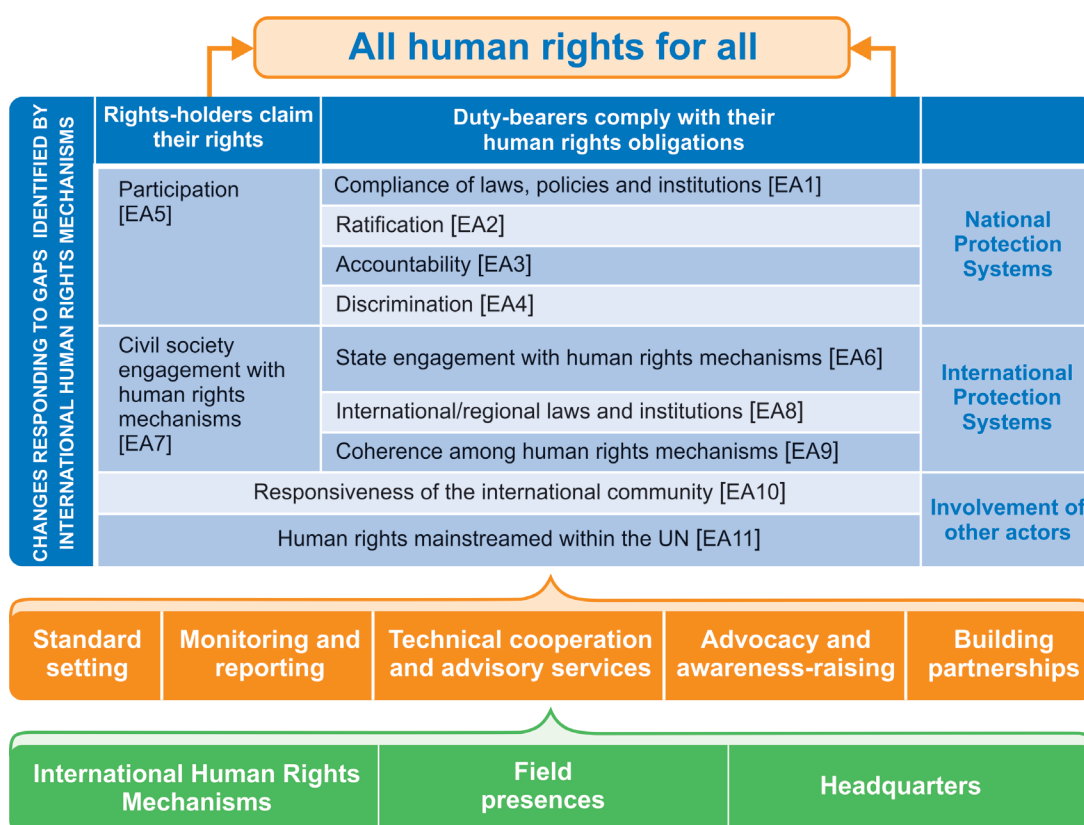 All human rights for all
CHANGES RESPONDING TO GAPS IDENTIFIED BY
INTERNATIONAL HUMAN RIGHTS MECHANISMS
Rights-holders claim
their rights
Duty-bearers comply with their
human rights obligations
Participation
[EA5]
Compliance of laws, policies and institutions [EA1]
Ratification [EA2]
Accountability [EA3]
Discrimination [EA4]
National
Protection
Systems
Civil society
engagement with
human rights
mechanisms
[EA7]
State engagement with human rights mechanisms [EA6]
International/regional laws and institutions [EA8]
Coherence among human rights mechanisms [EA9]
International
Protection
Systems
Responsiveness of the international community [EA10]
Human rights mainstreamed within the UN [EA11]
Involvement of
other actors
Standard
setting
Monitoring and
reporting
Technical cooperation
and advisory services
Advocacy and
awareness-raising
Building
partnerships
International Human Rights
Mechanisms
Field
presences
Headquarters